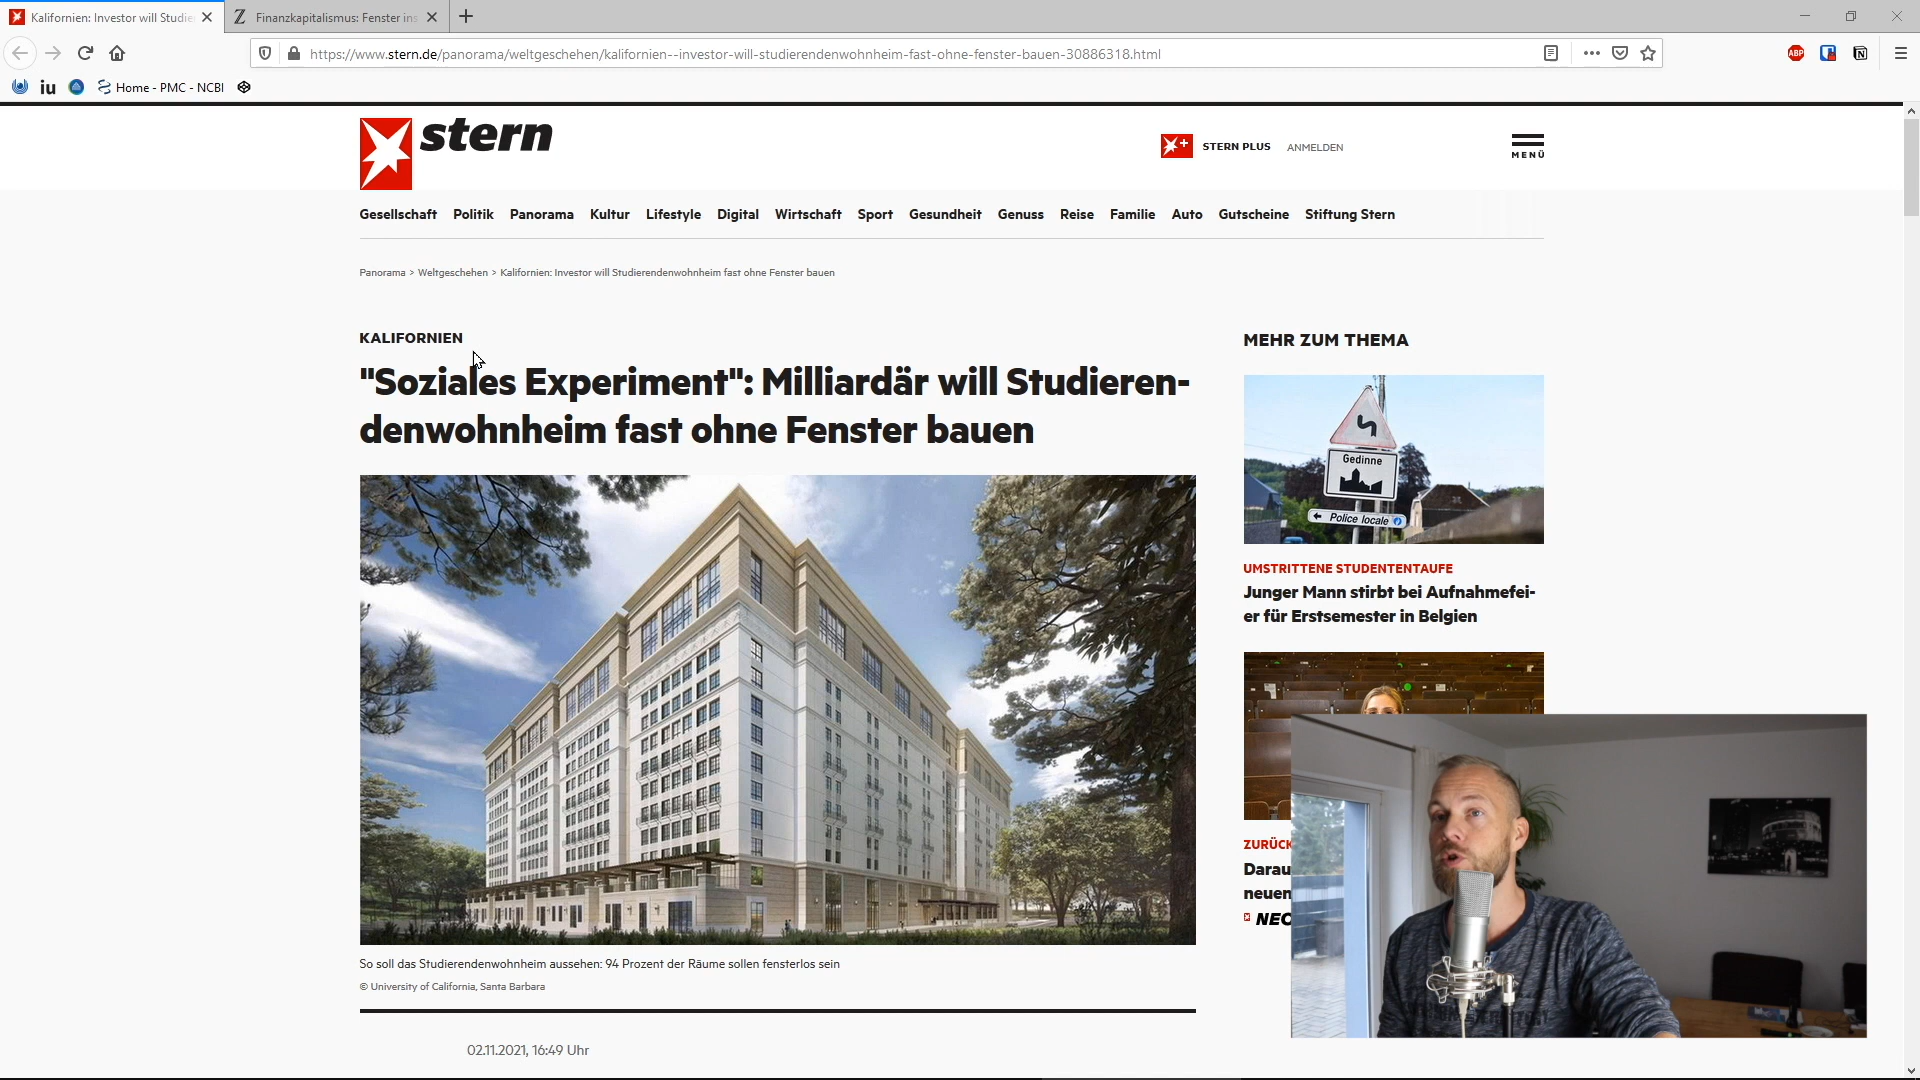 Kalifornien: Investor will Studie
Finanzkapitalismus: Fenster ins
https://www.stern.de/panorama/weltgeschehen/kalifornien--investor-will-studierendenwohnheim-fast-ohne-fenster-bauen-30886318.html
ABP
iu
Home - PMC - NCBI
stern
STERN PLUS
ANMELDEN
MENÜ
Gesellschaft Politik Panorama Kultur Lifestyle Digital Wirtschaft Sport Gesundheit Genuss Reise Familie Auto Gutscheine Stiftung Stern
Panorama > Weltgeschehen > Kalifornien: Investor will Studierendenwohnheim fast ohne Fenster bauen
KALIFORNIEN
"Soziales Experiment": Milliardär will Studieren-
denwohnheim fast ohne Fenster bauen
So soll das Studierendenwohnheim aussehen: 94 Prozent der Räume sollen fensterlos sein
© University of California, Santa Barbara
02.11.2021, 16:49 Uhr
MEHR ZUM THEMA
Gedinne
Police locale
UMSTRITTENE STUDENTENTAUFE
Junger Mann stirbt bei Aufnahmefei-
er für Erstsemester in Belgien
ZURÜCK
Darau
neuen
NEO